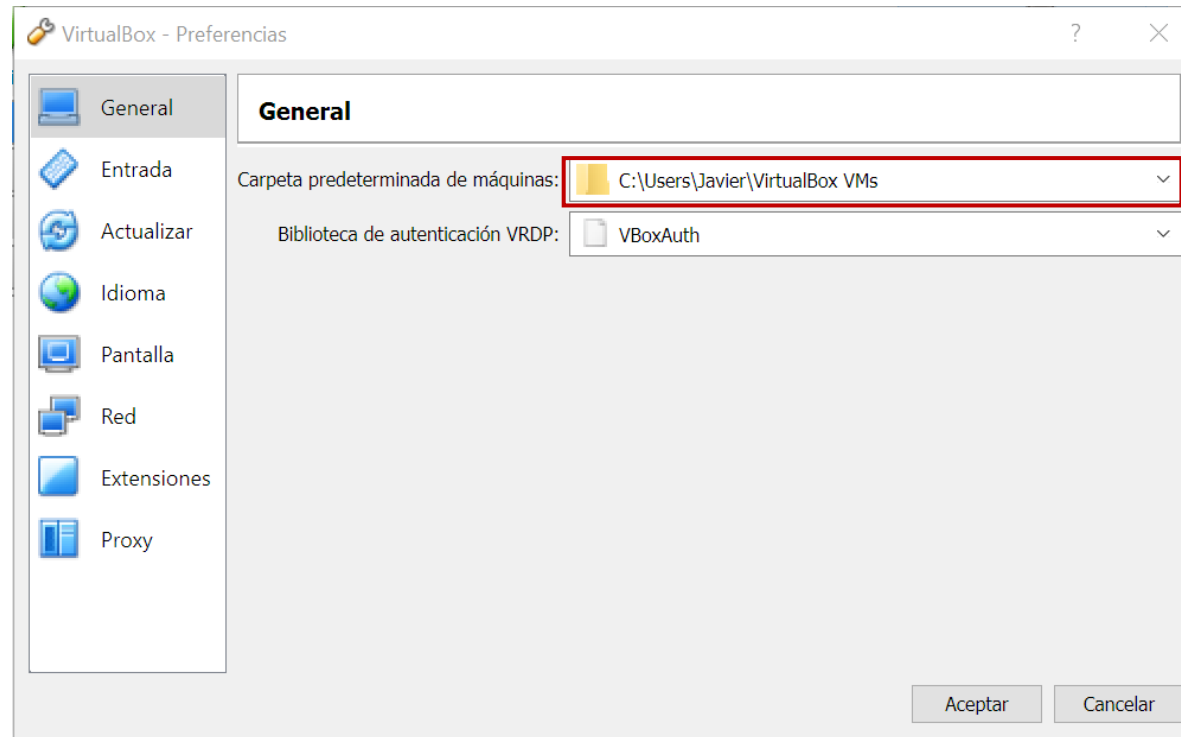 VirtualBox - Preferencias
?
General
Entrada
Actualizar
Idioma
Pantalla
Red
Extensiones
Proxy
General
Carpeta predeterminada de máquinas: C:\Users\Javier\VirtualBox VMs
Biblioteca de autenticación VRDP: VBoxAuth
Aceptar Cancelar